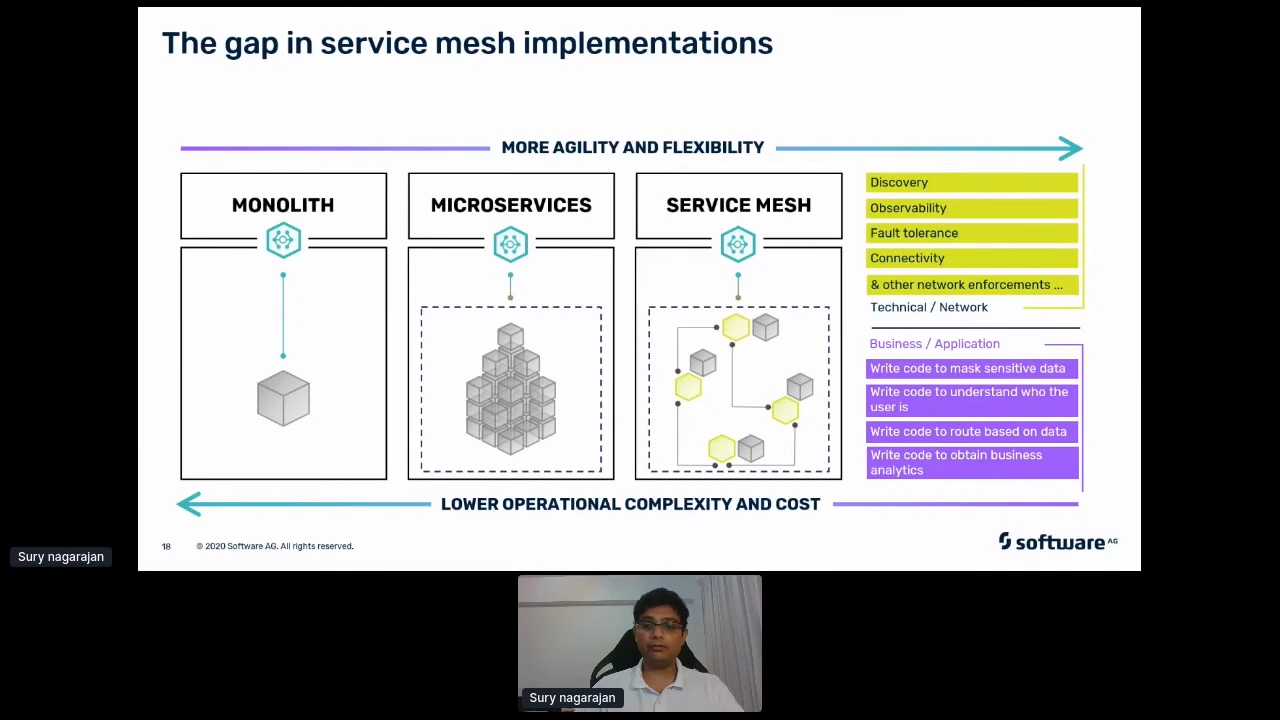 The gap in service mesh implementations
MORE AGILITY AND FLEXIBILITY
MONOLITH
MICROSERVICES
SERVICE MESH
Discovery
Observability
Fault tolerance
Connectivity
& other network enforcements ...
Technical / Network
Business / Application
Write code to mask sensitive data
Write code to understand who the
user is
Write code to route based on data
Write code to obtain business
analytics
LOWER OPERATIONAL COMPLEXITY AND COST
18
© 2020 Software AG. All rights reserved.
software AG
Sury nagarajan
Sury nagarajan